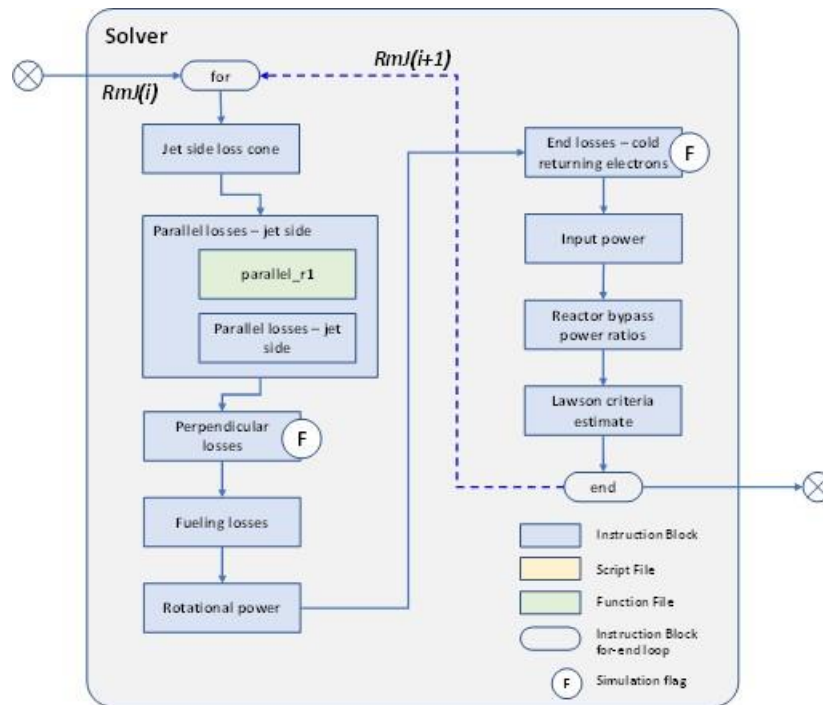 Solver
RmJ(i)
for
RmJ(i+1)
Jet side loss cone
Parallel losses – jet side
parallel_r1
Parallel losses – jet
side
Perpendicular
losses
F
Fueling losses
Rotational power
End losses – cold
returning electrons
F
Input power
Reactor bypass
power ratios
Lawson criteria
estimate
end
Instruction Block
Script File
Function File
Instruction Block
for-end loop
F
Simulation flag